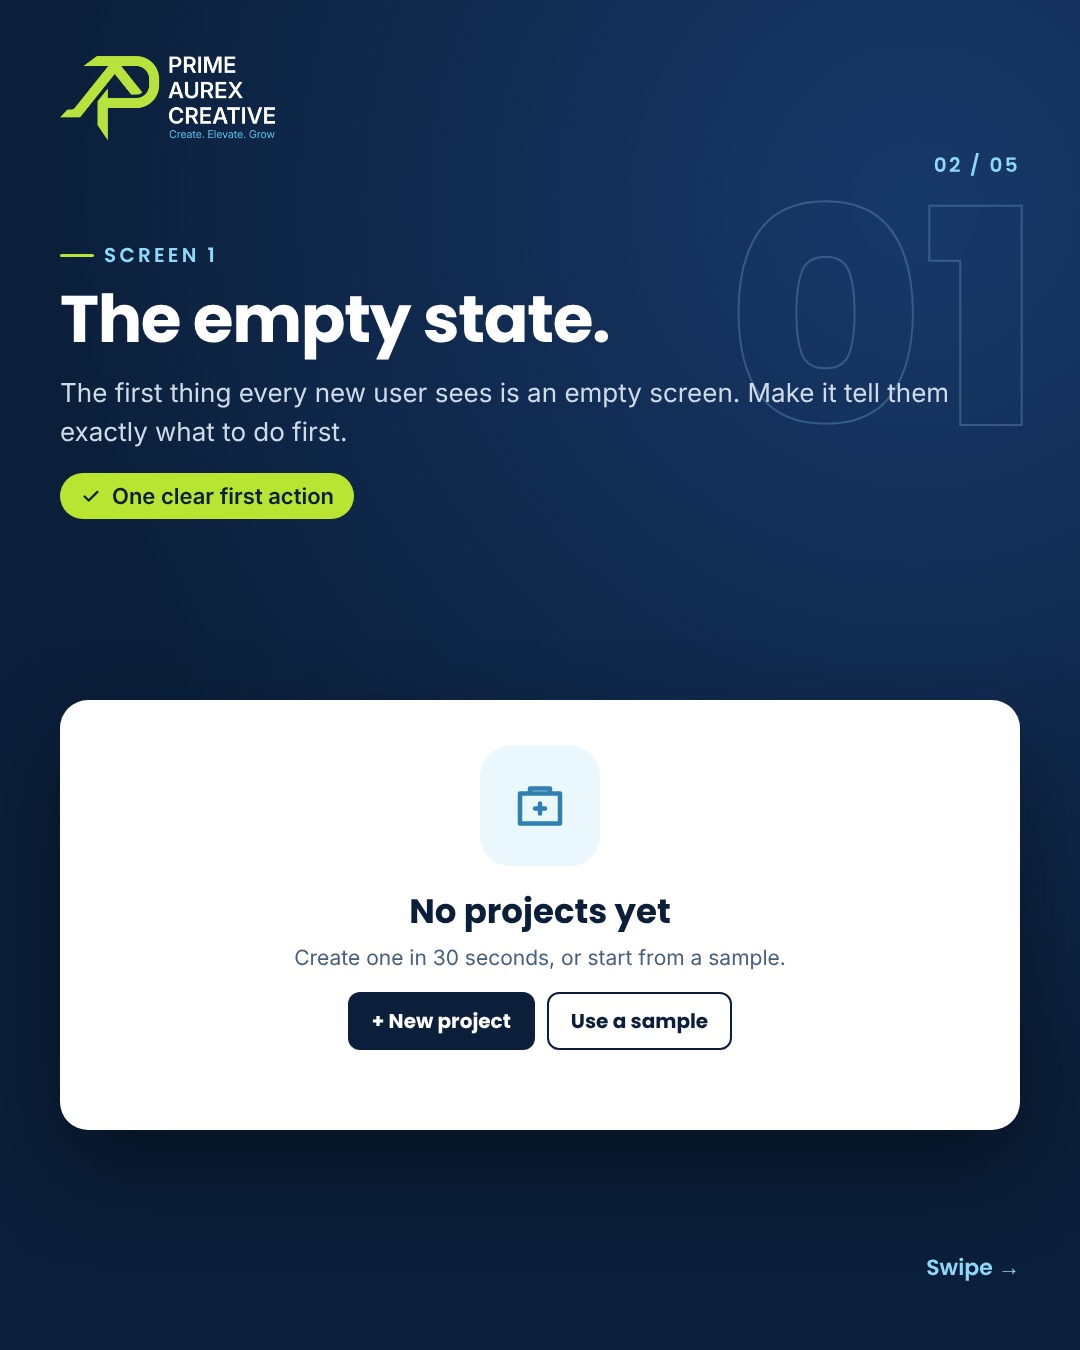 PRIME
AUREX
CREATIVE
Create. Elevate. Grow
02 / 05
01
SCREEN 1
The empty state.
The first thing every new user sees is an empty screen. Make it tell them
exactly what to do first.
✓ One clear first action
No projects yet
Create one in 30 seconds, or start from a sample.
+ New project
Use a sample
Swipe →